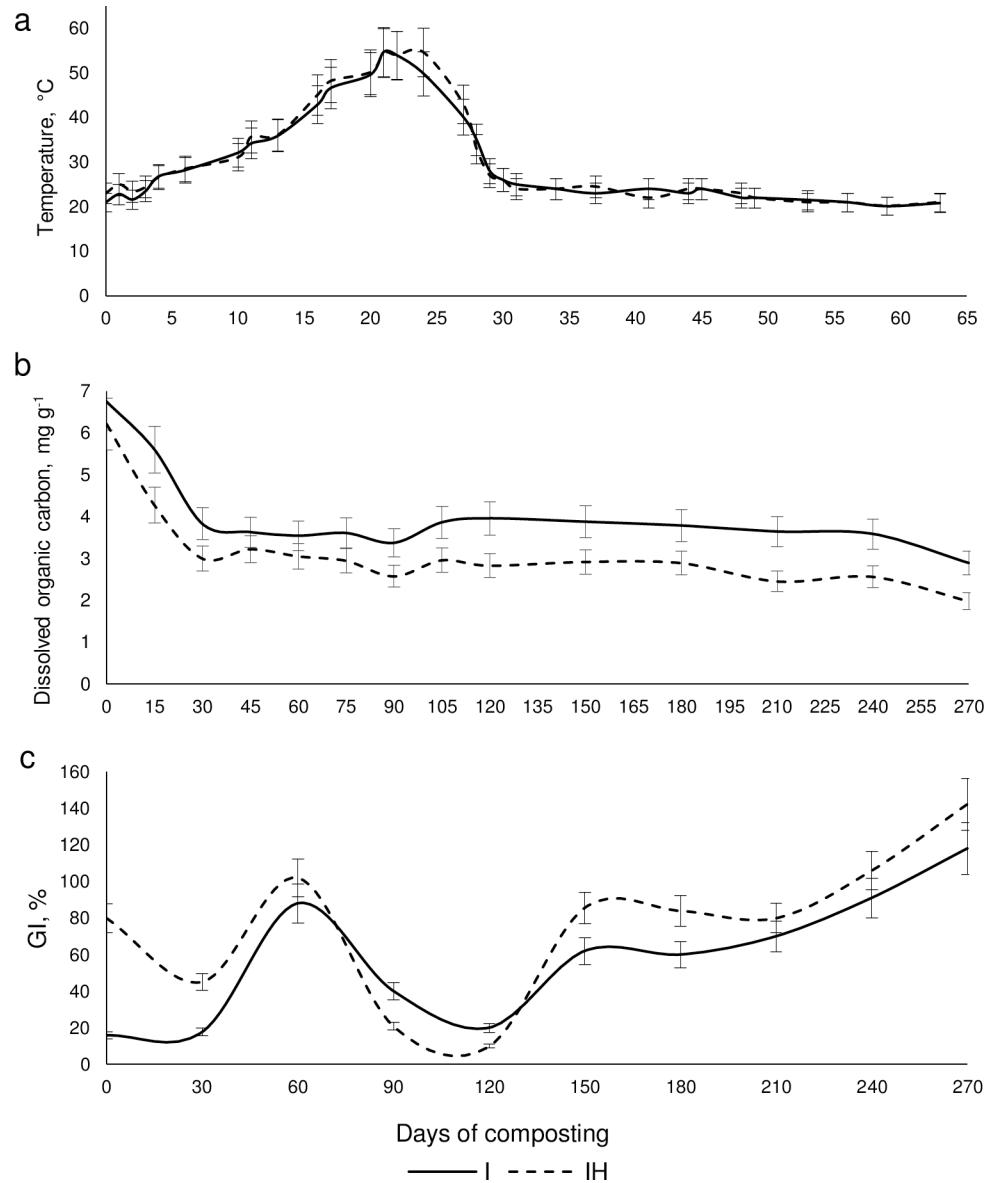 a
Temperature, °C
60
50
40
30
20
10
0
0 5 10 15 20 25 30 34 40 45 50 55 60 65
b
Dissolved organic carbon, mg g⁻¹
7
6
5
4
3
2
1
0
0 15 30 45 60 75 90 105 120 135 150 165 180 195 210 225 240 255 270
c
GI, %
160
140
120
100
80
60
40
20
0
0 30 60 90 120 150 180 210 240 270
Days of composting
I IH